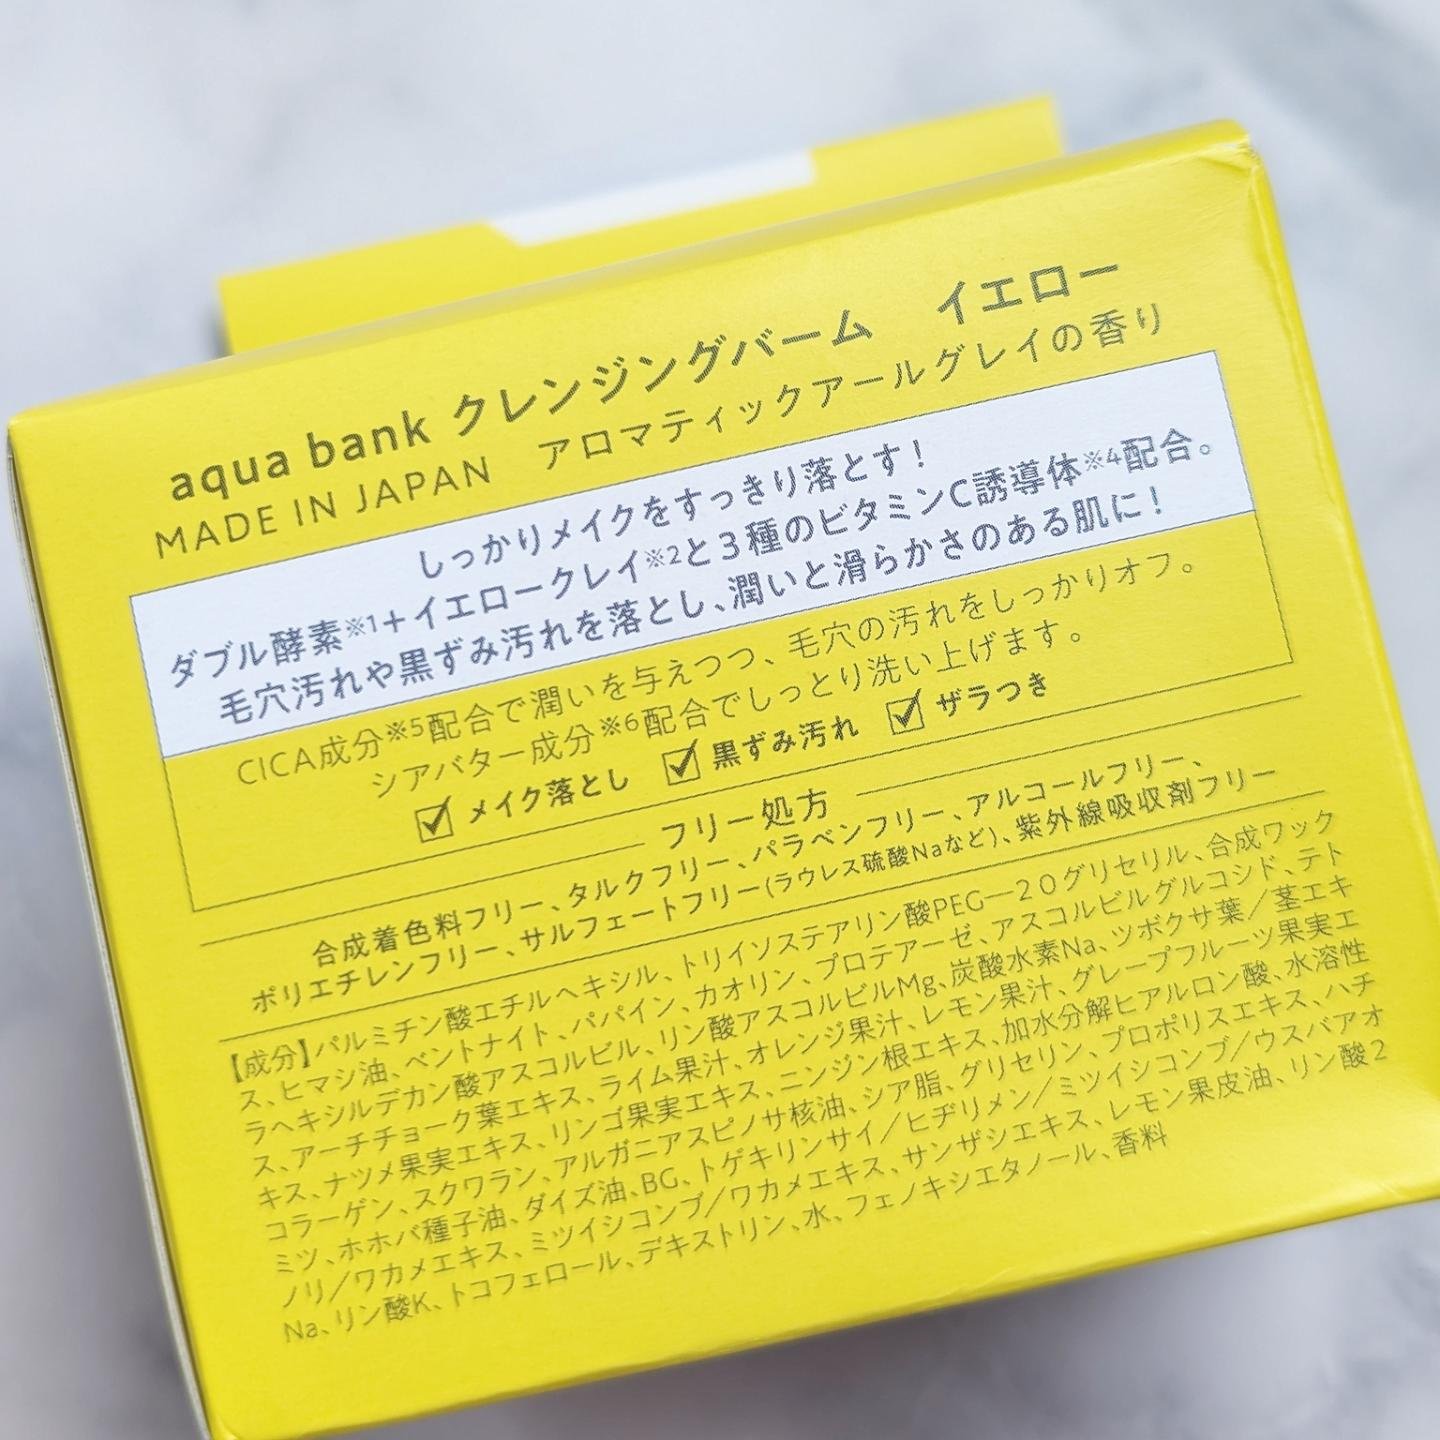 aqua bank クレンジングバーム　イエロー
MADE IN JAPAN　アロマティックアールグレイの香り
しっかりメイクをすっきり落とす！
ダブル酵素※1＋イエロークレイ※2と３種のビタミンC誘導体※4配合。
毛穴汚れや黒ずみ汚れを落とし、潤いと滑らかさのある肌に！
CICA成分※5配合で潤いを与えつつ、毛穴の汚れをしっかりオフ。
シアバター成分※6配合でしっとり洗い上げます。
☑メイク落とし　☑黒ずみ汚れ　☑ザラつき
フリー処方
合成着色料フリー、タルクフリー、パラベンフリー、アルコールフリー、
ポリエチレンフリー、サルフェートフリー(ラウレス硫酸Naなど)、紫外線吸収剤フリー
【成分】パルミチン酸エチルヘキシル、トリイソステアリン酸PEG—２０グリセリル、合成ワック
ス、ヒマシ油、ベントナイト、パパイン、カオリン、プロテアーゼ、アスコルビルグルコシド、テト
ラヘキシルデカン酸アスコルビル、リン酸アスコルビルMg、炭酸水素Na、ツボクサ葉／茎エキ
ス、アーチチョーク葉エキス、ライム果汁、オレンジ果汁、レモン果汁、グレープフルーツ果実エ
キス、ナツメ果実エキス、リンゴ果実エキス、ニンジン根エキス、加水分解ヒアルロン酸、水溶性
コラーゲン、スクワラン、アルガニアスピノサ核油、シア脂、グリセリン、プロポリスエキス、ハチ
ミツ、ホホバ種子油、ダイズ油、BG、トゲキリンサイ／ヒヂリメン／ミツイシコンブ／ウスバアオ
ノリ／ワカメエキス、ミツイシコンブ／ワカメエキス、サンザシエキス、レモン果皮油、リン酸２
Na、リン酸K、トコフェロール、デキストリン、水、フェノキシエタノール、香料